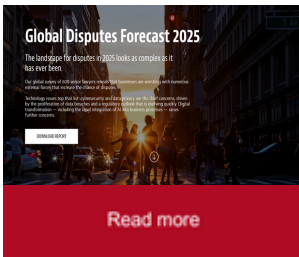 Global Disputes Forecast 2025
The landscape for disputes in 2025 looks as complex as it
has ever been.
Our global survey of 600 senior lawyers reveals that businesses are wrestling with numerous
external forces that increase the chance of disputes.
Technology issues top that list: cybersecurity and data privacy are the chief concerns, driven
by the proliferation of data breaches and a regulatory outlook that is evolving quickly. Digital
transformation — including the rapid integration of AI into business processes — raises
further concerns.
DOWNLOAD REPORT
Read more